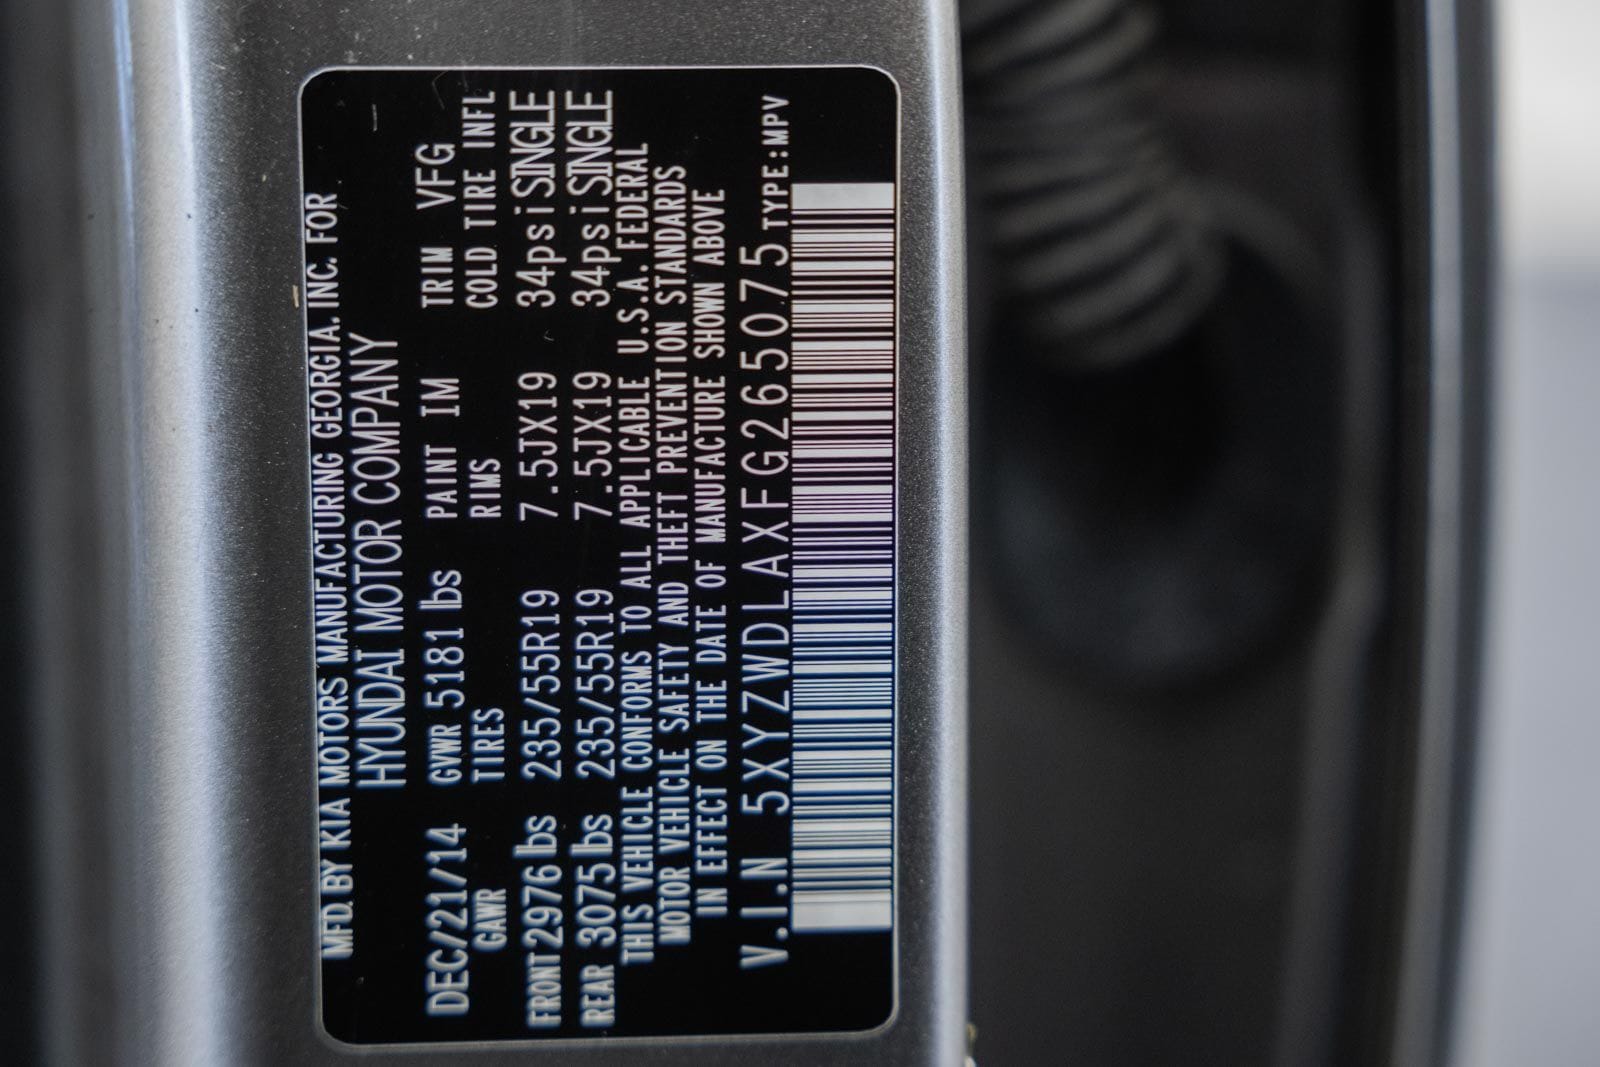 MFD. BY KIA MOTORS MANUFACTURING GEORGIA, INC. FOR
HYUNDAI MOTOR COMPANY
DEC/21/14 GVWR 5181 lbs PAINT IM TRIM VFG
GAWR TIRES RIMS COLD TIRE INFL
FRONT 2976 lbs 235/55R19 7.5JX19 34psi SINGLE
REAR 3075 lbs 235/55R19 7.5JX19 34psi SINGLE
THIS VEHICLE CONFORMS TO ALL APPLICABLE U.S.A. FEDERAL
MOTOR VEHICLE SAFETY AND THEFT PREVENTION STANDARDS
IN EFFECT ON THE DATE OF MANUFACTURE SHOWN ABOVE
V.I.N 5XYZWDLAXFG265075 TYPE:MPV